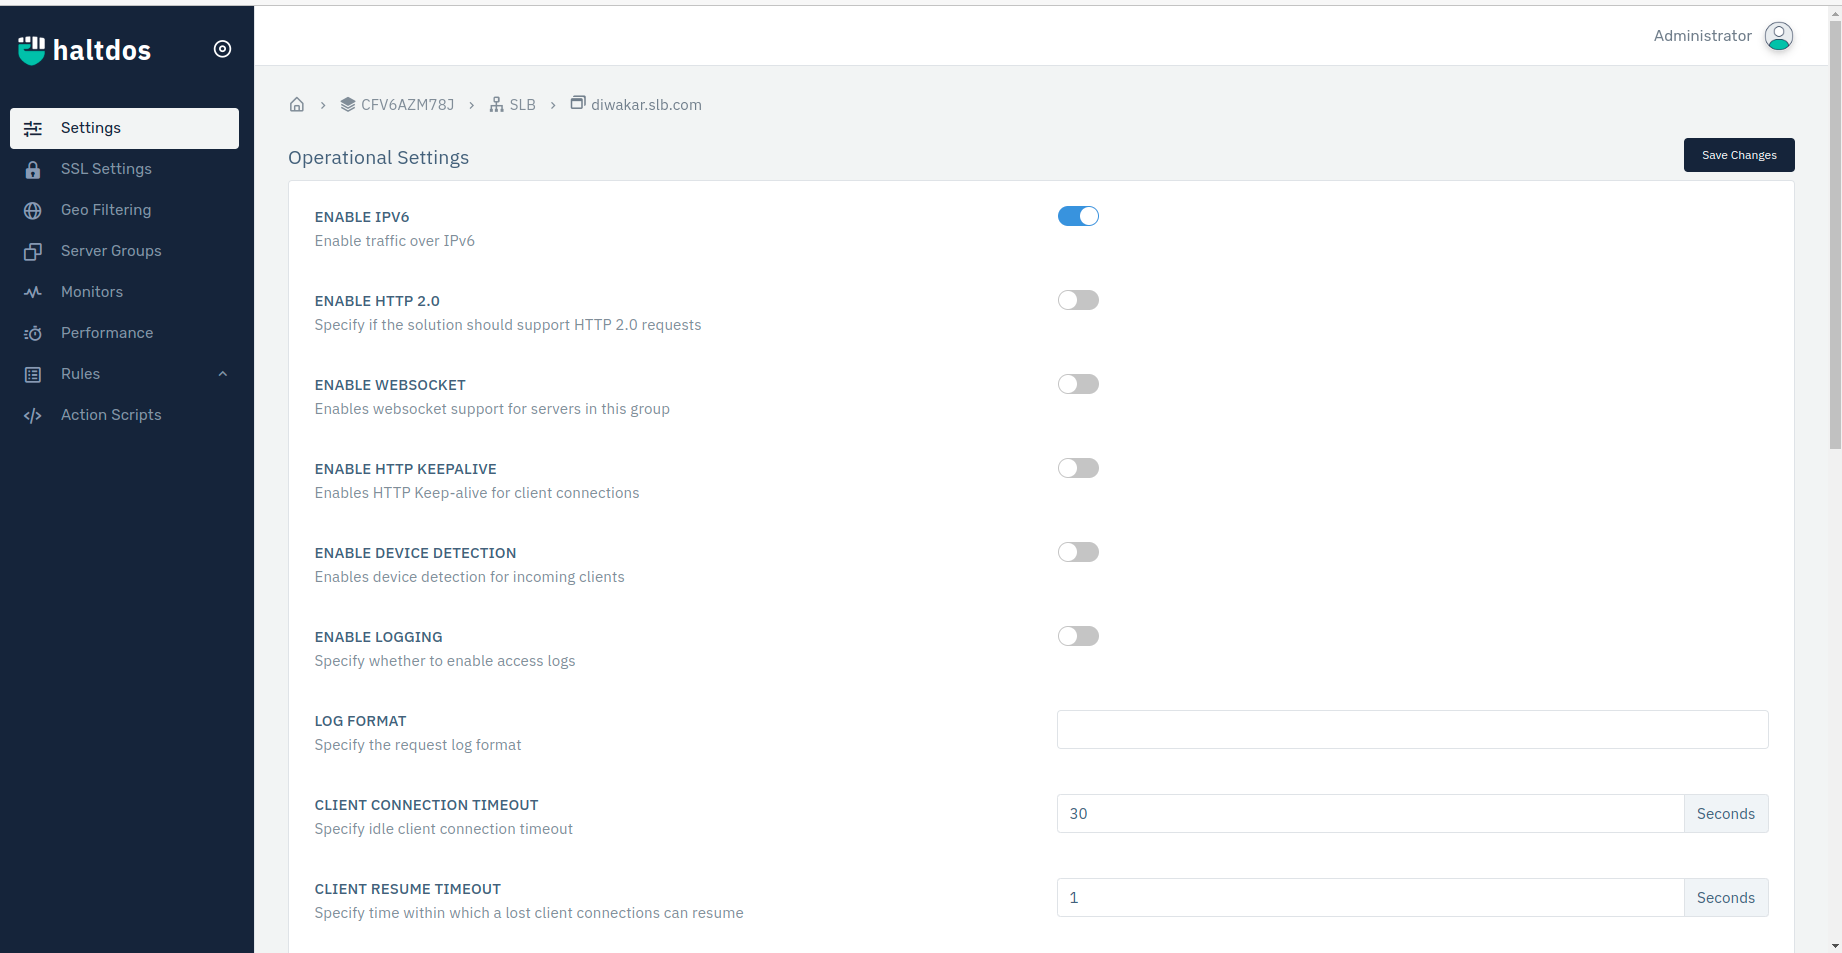 haltdos
Administrator
Settings
SSL Settings
Geo Filtering
Server Groups
Monitors
Performance
Rules
Action Scripts
CFV6AZM78J
SLB
diwakar.slb.com
Operational Settings
Save Changes
ENABLE IPV6
Enable traffic over IPv6
ENABLE HTTP 2.0
Specify if the solution should support HTTP 2.0 requests
ENABLE WEBSOCKET
Enables websocket support for servers in this group
ENABLE HTTP KEEPALIVE
Enables HTTP Keep-alive for client connections
ENABLE DEVICE DETECTION
Enables device detection for incoming clients
ENABLE LOGGING
Specify whether to enable access logs
LOG FORMAT
Specify the request log format
CLIENT CONNECTION TIMEOUT
Specify idle client connection timeout
30 Seconds
CLIENT RESUME TIMEOUT
Specify time within which a lost client connections can resume
1 Seconds